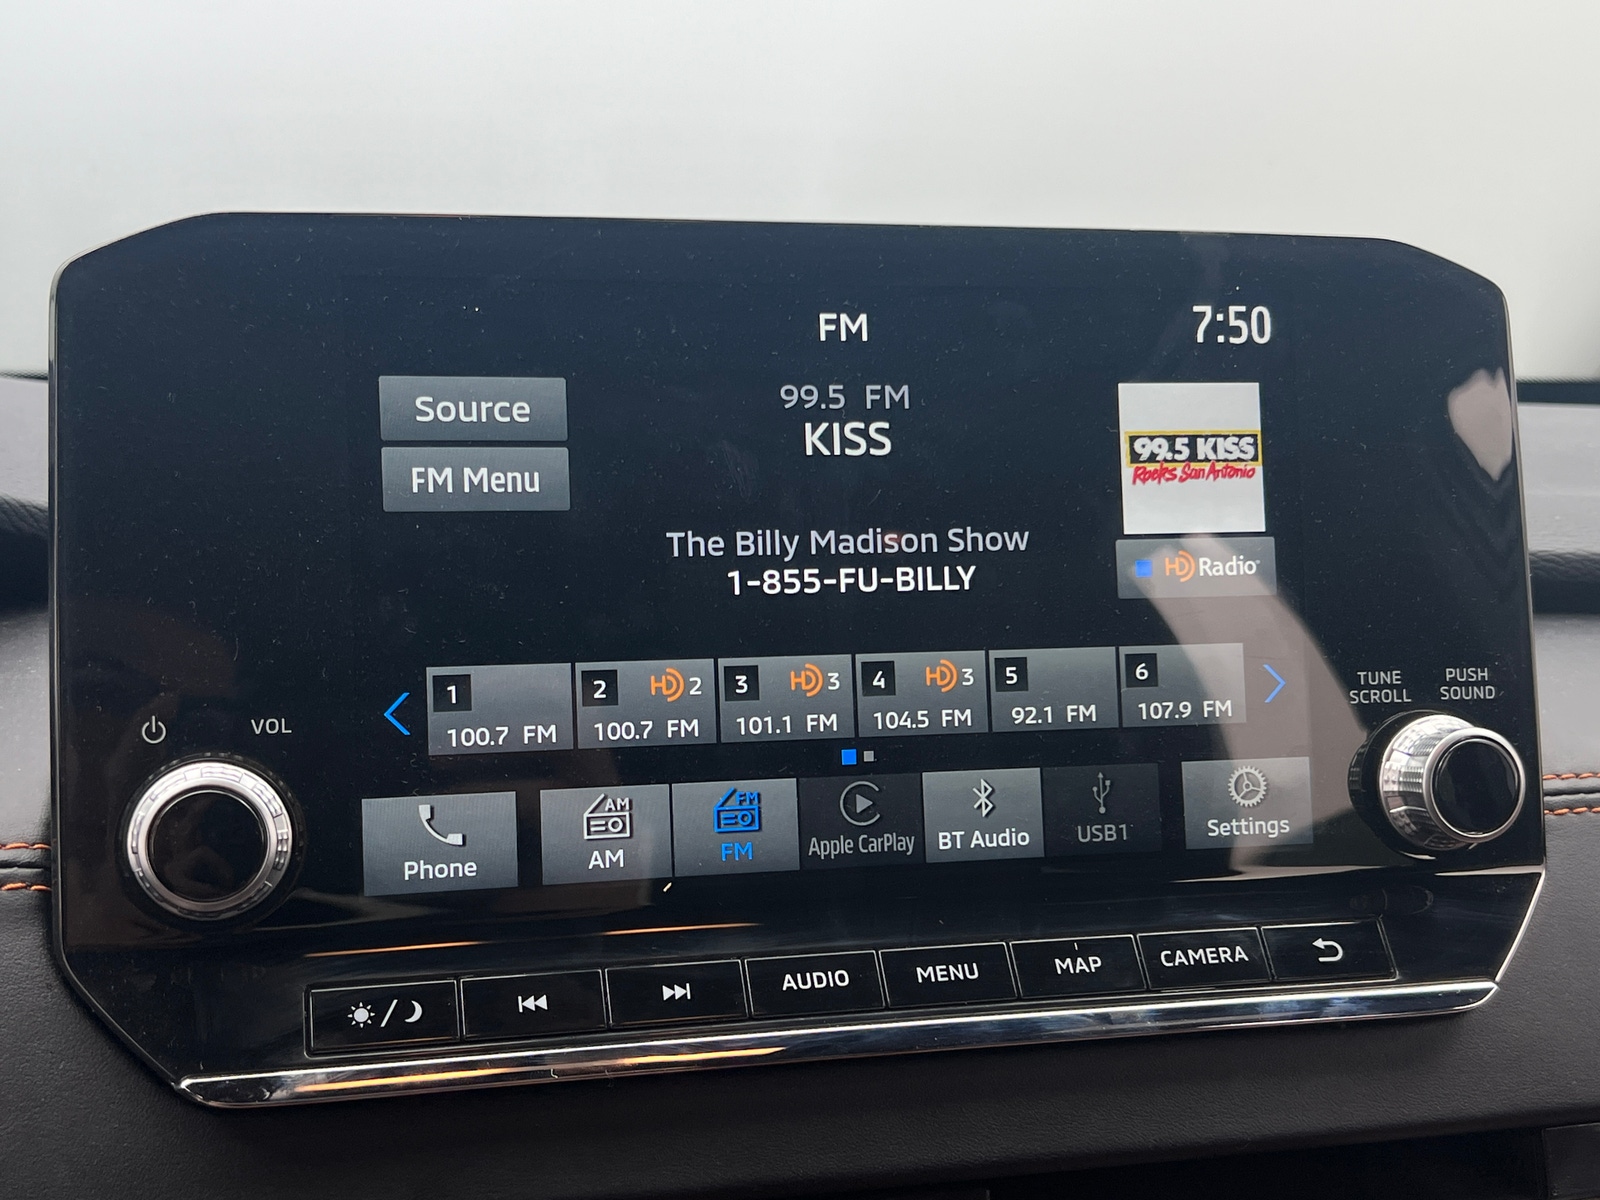 FM
7:50
Source
FM Menu
99.5 FM
KISS
99.5 KISS
Rocks San Antonio
The Billy Madison Show
1-855-FU-BILLY
HD Radio
1
100.7 FM
2 HD 2
100.7 FM
3 HD 3
101.1 FM
4 HD 3
104.5 FM
5
92.1 FM
6
107.9 FM
VOL
TUNE
SCROLL
PUSH
SOUND
Phone
AM
AM
FM
FM
Apple CarPlay
BT Audio
USB1
Settings
AUDIO
MENU
MAP
CAMERA